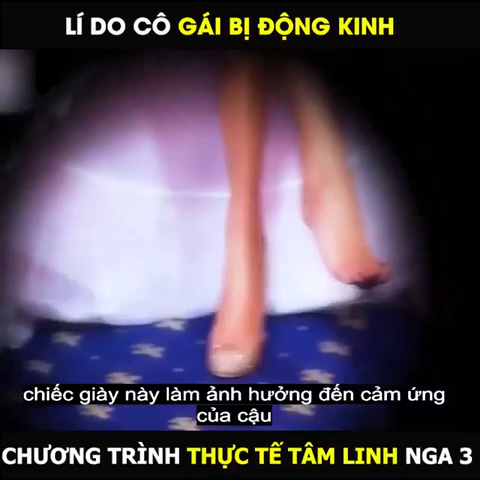 LÍ DO CÔ GÁI BỊ ĐỘNG KINH
chiếc giày này làm ảnh hưởng đến cảm ứng
của cậu
CHƯƠNG TRÌNH THỰC TẾ TÂM LINH NGA 3